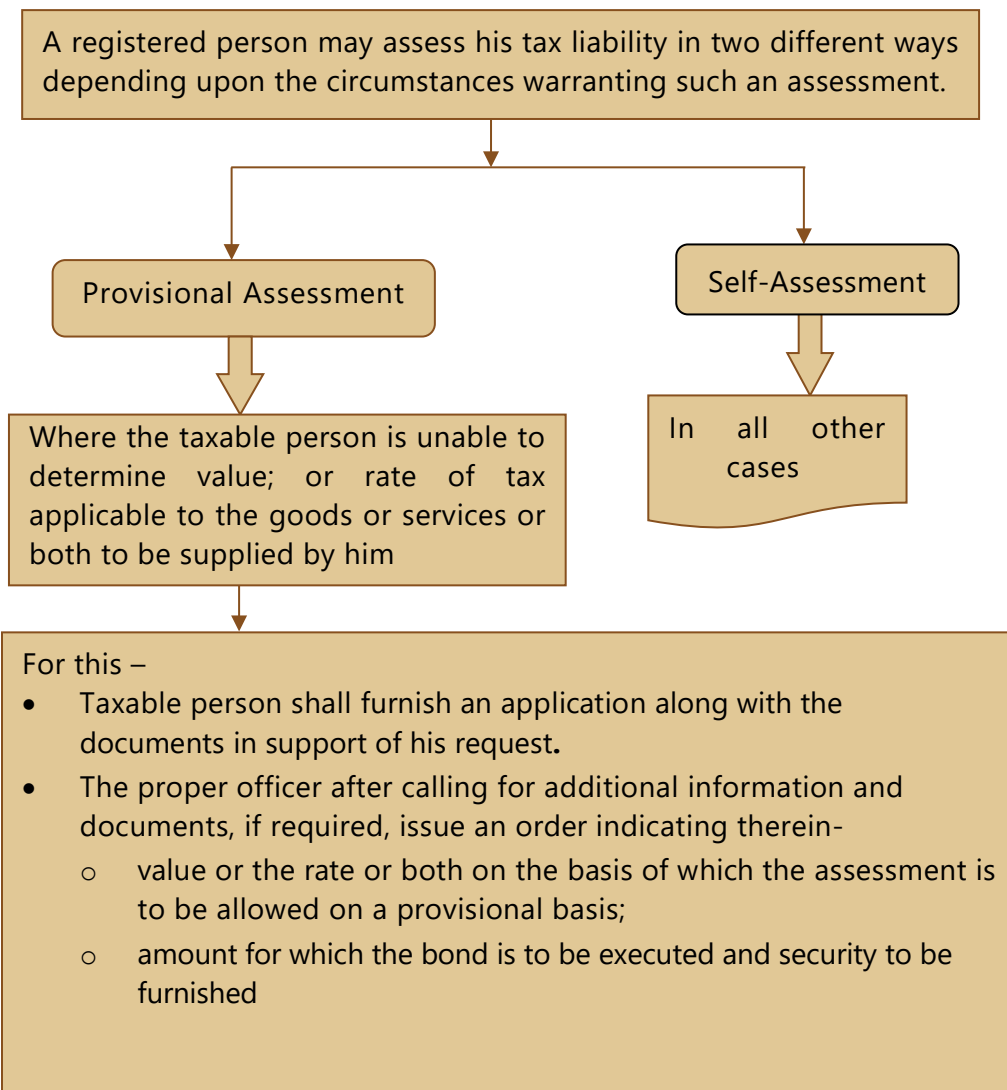 A registered person may assess his tax liability in two different ways
depending upon the circumstances warranting such an assessment.
Provisional Assessment
Self-Assessment
Where the taxable person is unable to
determine value; or rate of tax
applicable to the goods or services or
both to be supplied by him
In all other
cases
For this –
• Taxable person shall furnish an application along with the
documents in support of his request.
• The proper officer after calling for additional information and
documents, if required, issue an order indicating therein-
o value or the rate or both on the basis of which the assessment is
to be allowed on a provisional basis;
o amount for which the bond is to be executed and security to be
furnished